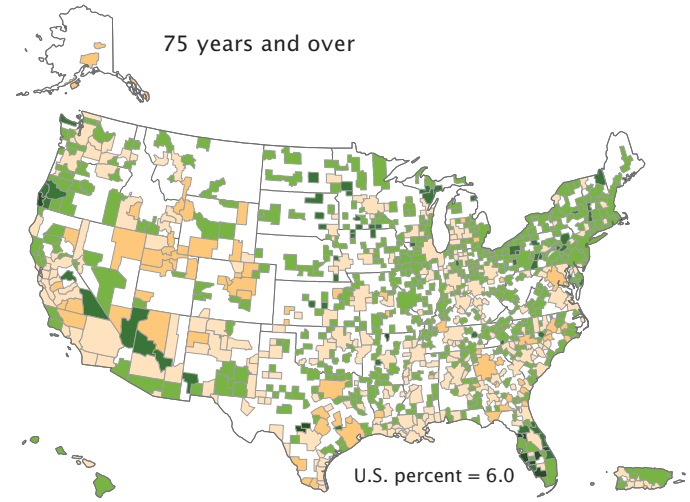 75 years and over
U.S. percent = 6.0